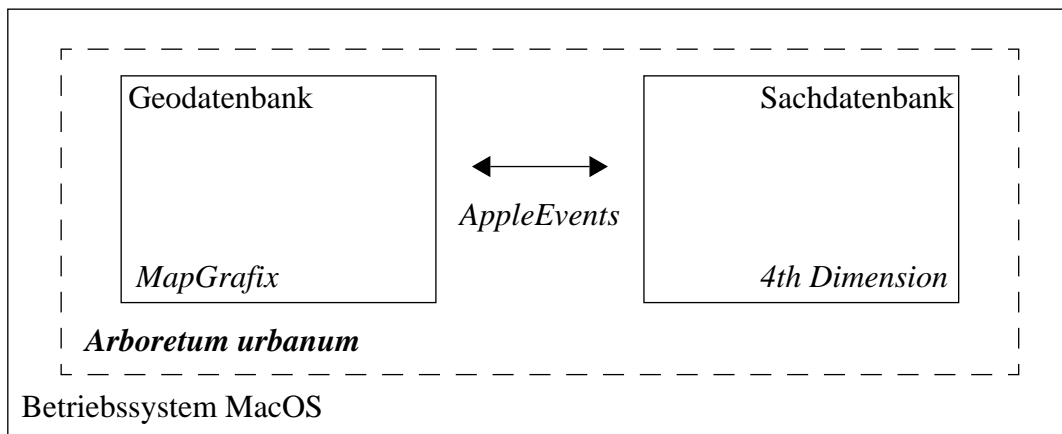 Geodatenbank
Sachdatenbank
AppleEvents
MapGrafix
4th Dimension
Arboretum urbanum
Betriebssystem MacOS